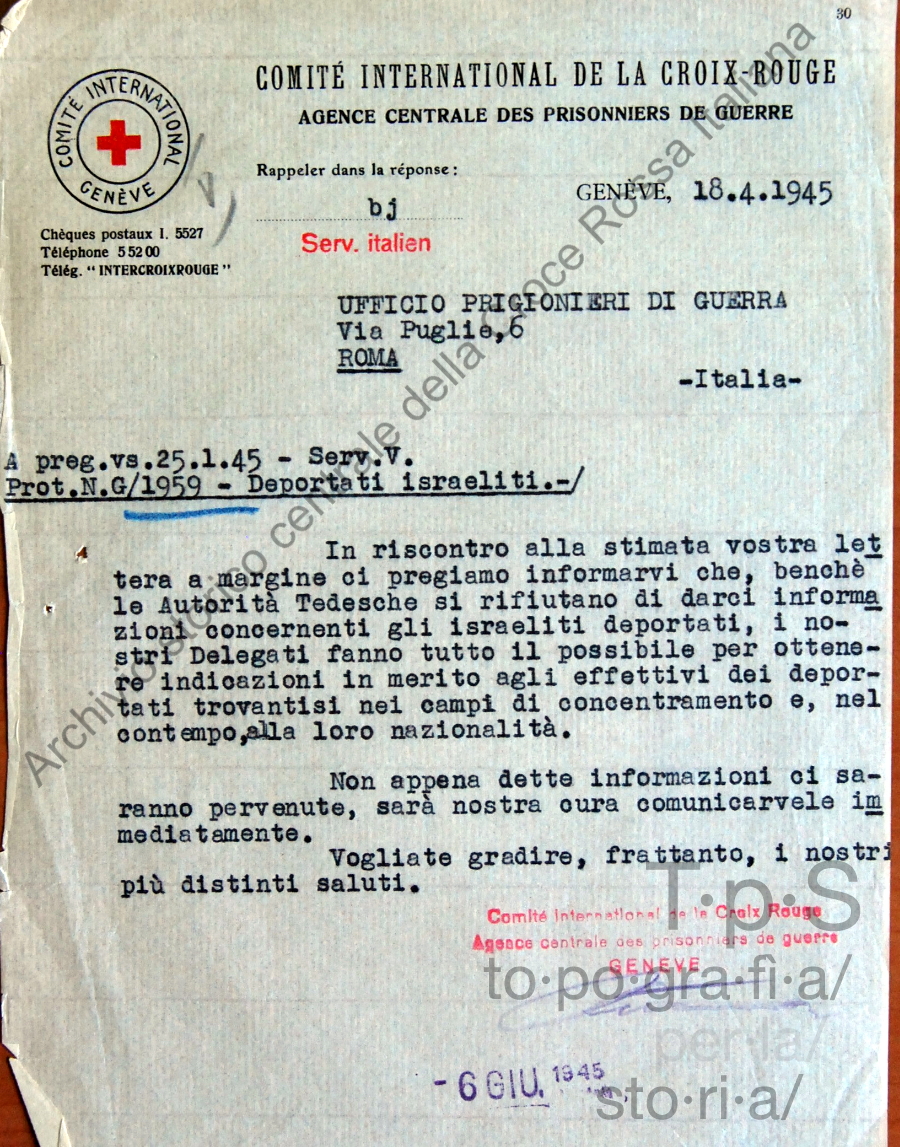 30
COMITÉ INTERNATIONAL
GENÈVE
COMITÉ INTERNATIONAL DE LA CROIX-ROUGE
AGENCE CENTRALE DES PRISONNIERS DE GUERRE
Rappeler dans la réponse :
bj
Serv. italien
GENÈVE, 18.4.1945
Chèques postaux I. 5527
Téléphone 5 52 00
Télég. “ INTERCROIXROUGE ”
UFFICIO PRIGIONIERI DI GUERRA
Via Puglie,6
ROMA
-Italia-
A preg.vs.25.1.45 - Serv.V.
Prot.N.G/1959 - Deportati israeliti.-/
In riscontro alla stimata vostra let
tera a margine ci pregiamo informarvi che, benchè
le Autorità Tedesche si rifiutano di darci informa
zioni concernenti gli israeliti deportati, i no-
stri Delegati fanno tutto il possibile per ottene-
re indicazioni in merito agli effettivi dei depor-
tati trovantisi nei campi di concentramento e, nel
contempo,alla loro nazionalità.
Non appena dette informazioni ci sa-
ranno pervenute, sarà nostra cura comunicarvele im
mediatamente.
Vogliate gradire, frattanto, i nostri
più distinti saluti.
Comité international de la Croix Rouge
Agence centrale des prisonniers de guerre
GENEVE
-6 GIU. 1945
Archivio storico centrale della Croce Rossa Italiana
T·p·S
to·po·gra·fì·a/
per·la/
sto·ri·a/